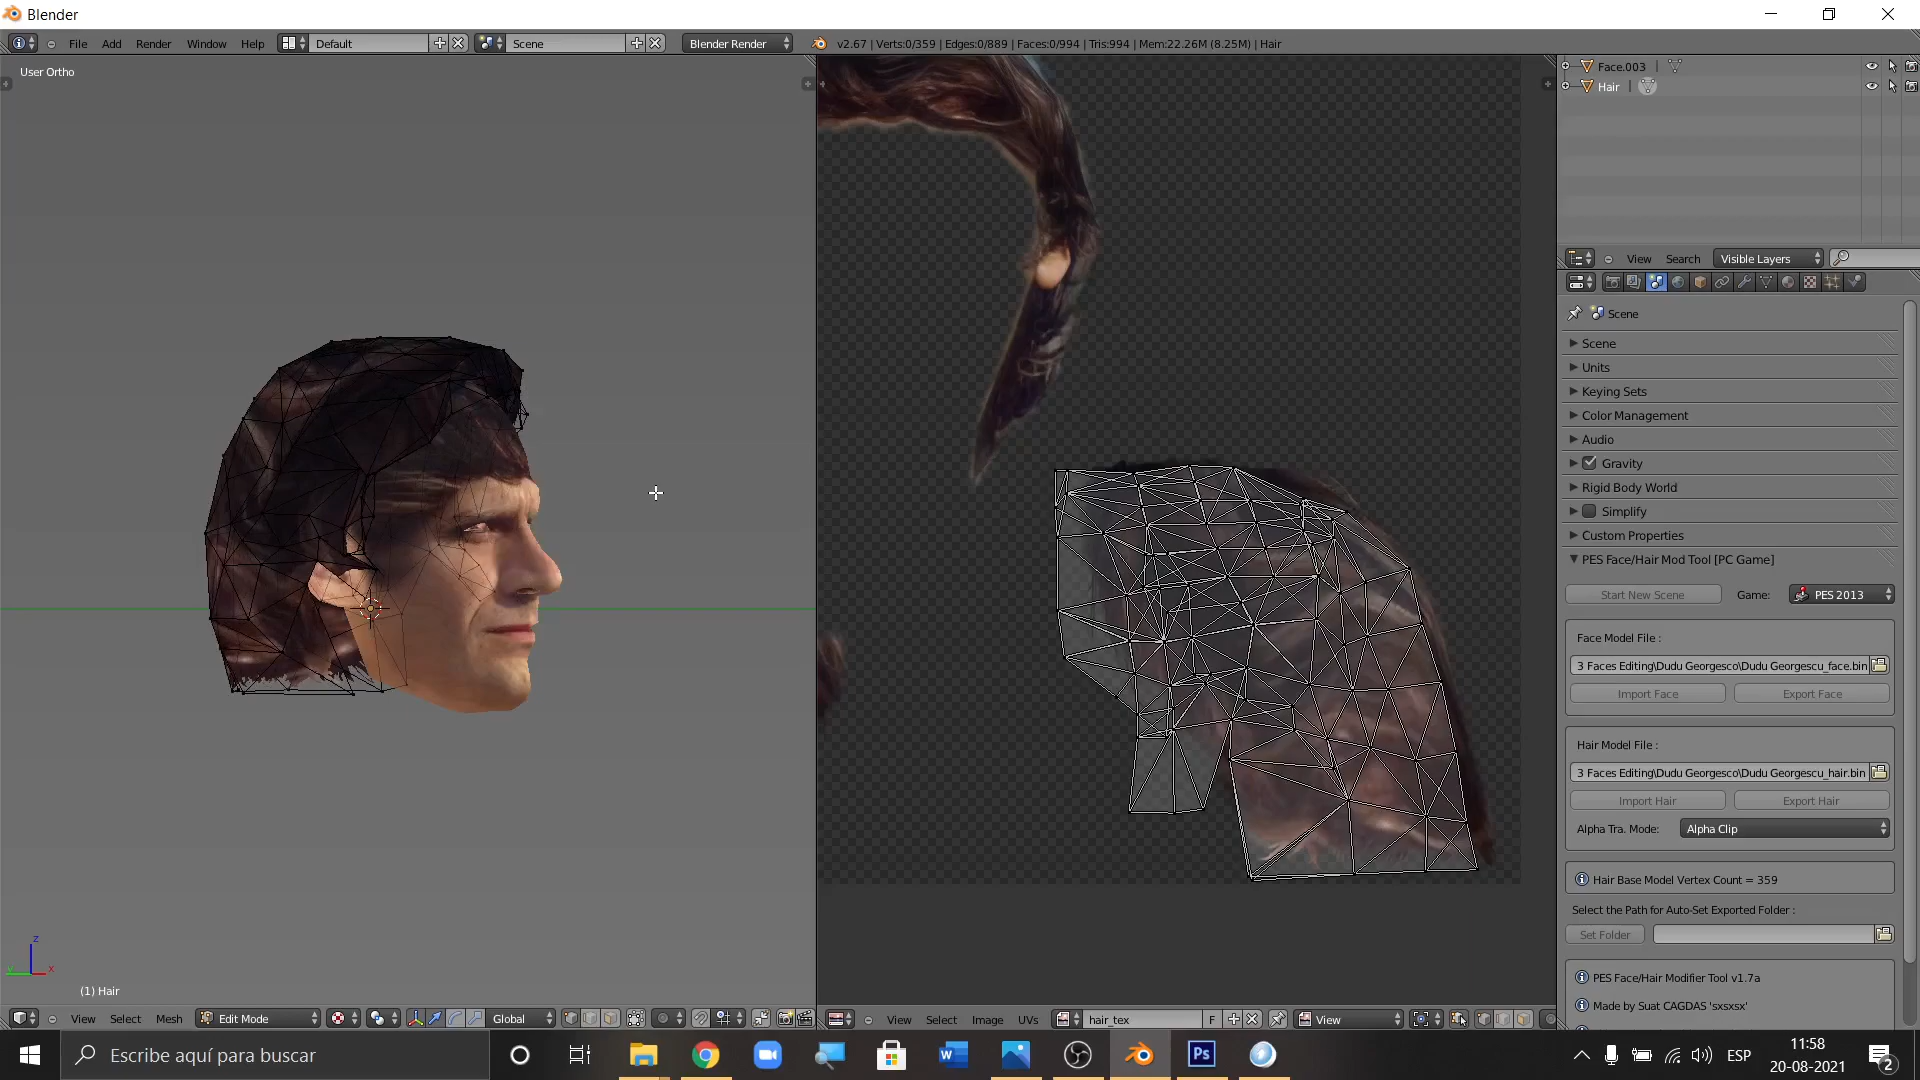 Blender
File Add Render Window Help Default Scene Blender Render v2.67 | Verts:0/359 | Edges:0/889 | Faces:0/994 | Tris:994 | Mem:22.26M (8.25M) | Hair
User Ortho
Face.003
Hair
View Search Visible Layers
Scene
Scene
Units
Keying Sets
Color Management
Audio
Gravity
Rigid Body World
Simplify
Custom Properties
PES Face/Hair Mod Tool [PC Game]
Start New Scene Game: PES 2013
Face Model File :
3 Faces Editing\Dudu Georgesco\Dudu Georgescu_face.bin
Import Face Export Face
Hair Model File :
3 Faces Editing\Dudu Georgesco\Dudu Georgescu_hair.bin
Import Hair Export Hair
Alpha Tra. Mode: Alpha Clip
Hair Base Model Vertex Count = 359
Select the Path for Auto-Set Exported Folder :
Set Folder
PES Face/Hair Modifier Tool v1.7a
Made by Suat CAGDAS 'sxsxsx'
z
y x
(1) Hair
View Select Mesh Edit Mode Global
View Select Image UVs hair_tex F View
Escribe aquí para buscar
W
Ps
ESP
11:58
20-08-2021
2